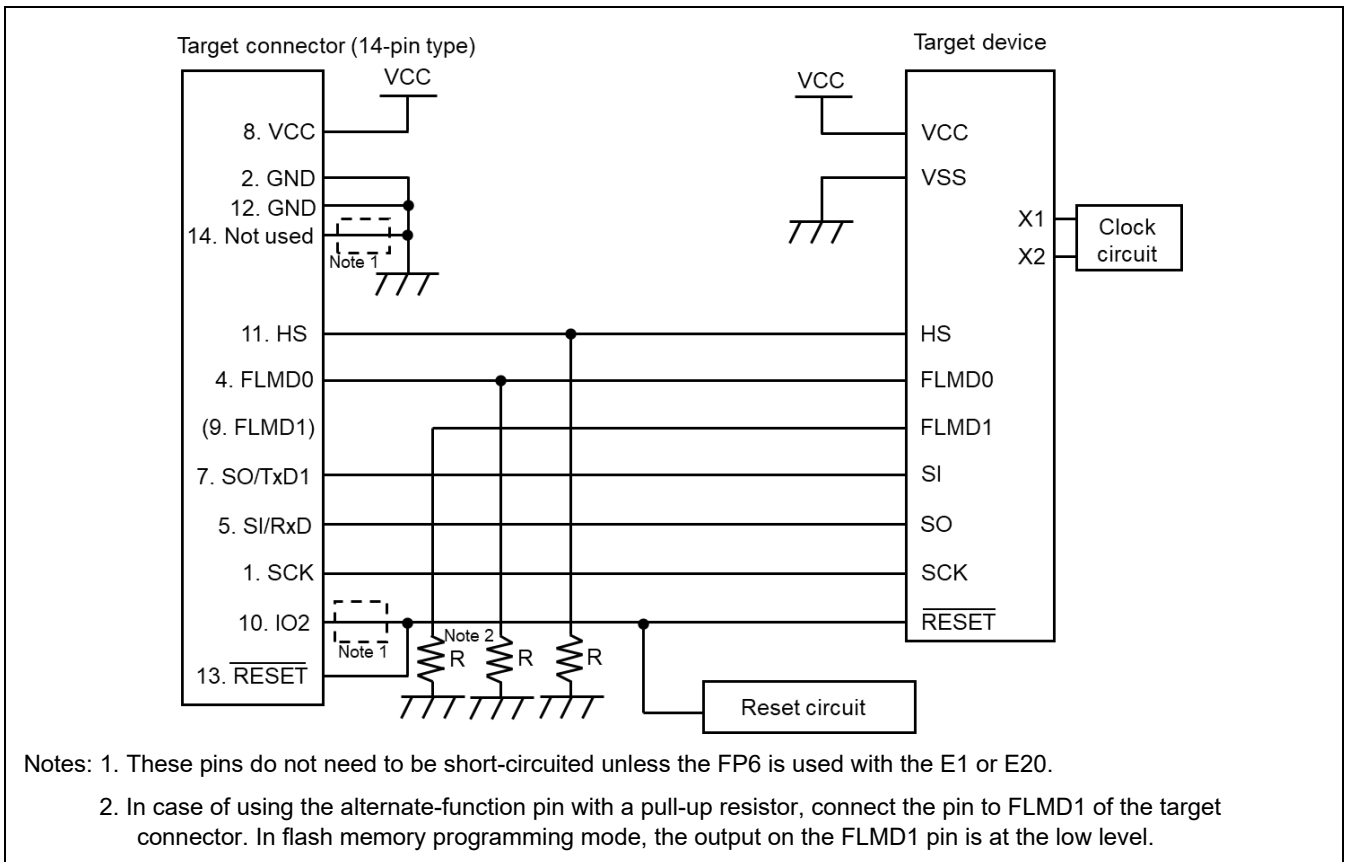 Target connector (14-pin type)
Target device
VCC
VCC
8. VCC
VCC
2. GND
VSS
12. GND
14. Not used
Note 1
X1
X2
Clock
circuit
11. HS
HS
4. FLMD0
FLMD0
(9. FLMD1)
FLMD1
7. SO/TxD1
SI
5. SI/RxD
SO
1. SCK
SCK
10. IO2
RESET
Note 1
Note 2
R
R
R
13. RESET
Reset circuit
Notes: 1. These pins do not need to be short-circuited unless the FP6 is used with the E1 or E20.
2. In case of using the alternate-function pin with a pull-up resistor, connect the pin to FLMD1 of the target
connector. In flash memory programming mode, the output on the FLMD1 pin is at the low level.